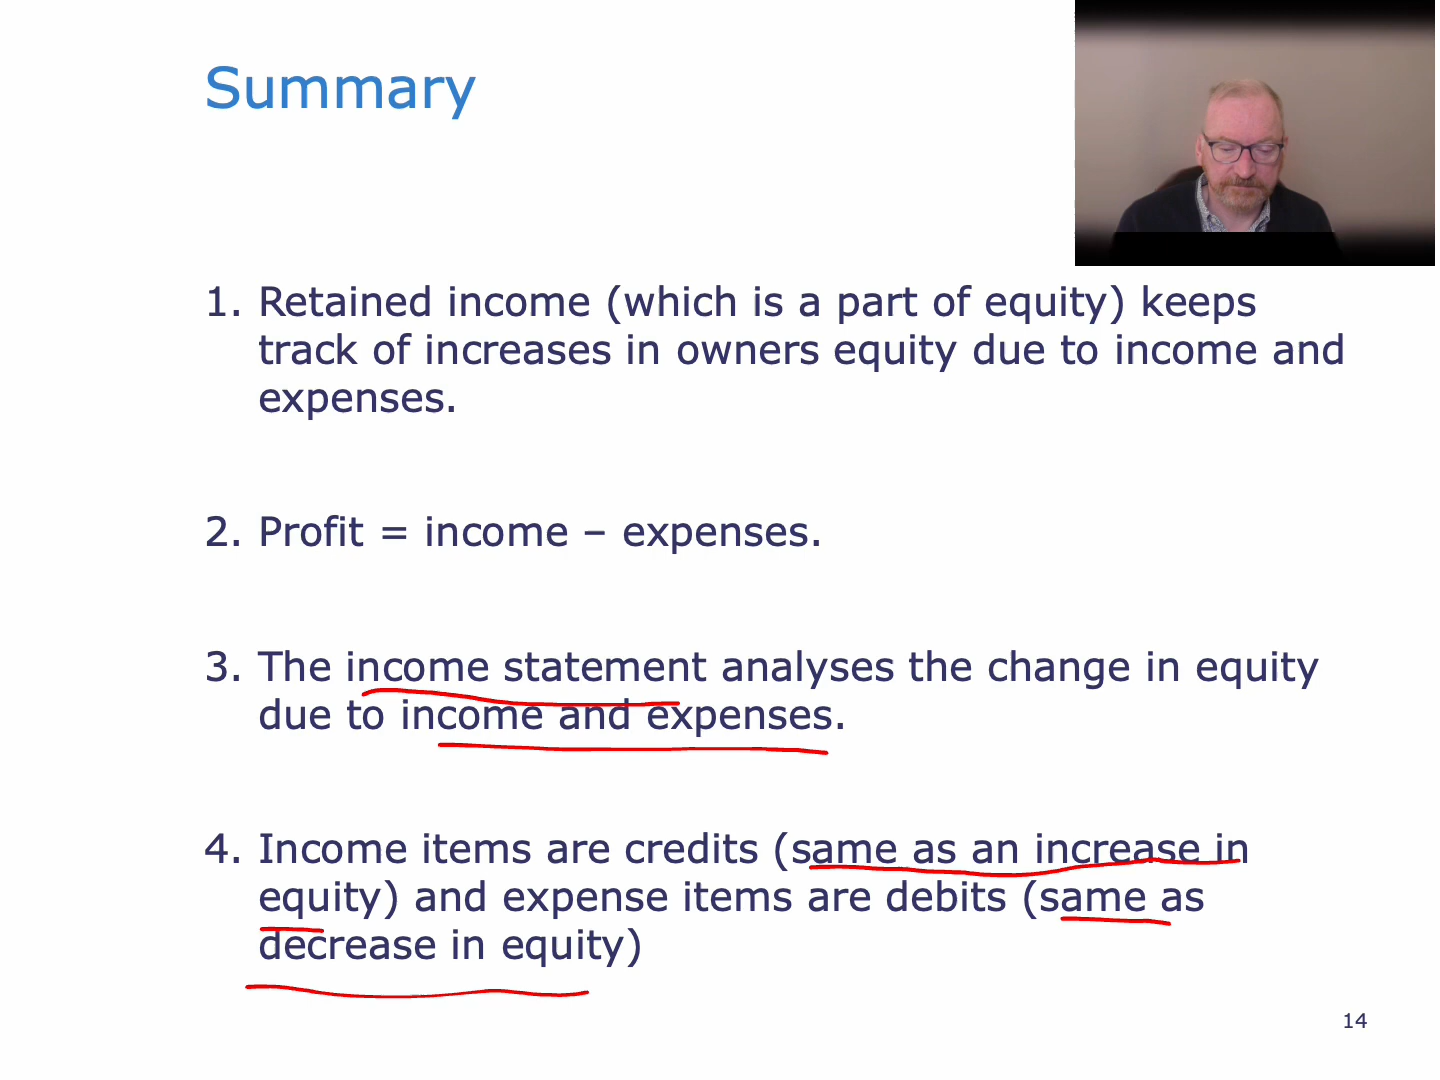 Summary
1. Retained income (which is a part of equity) keeps
track of increases in owners equity due to income and
expenses.
2. Profit = income – expenses.
3. The income statement analyses the change in equity
due to income and expenses.
4. Income items are credits (same as an increase in
equity) and expense items are debits (same as
decrease in equity)
14